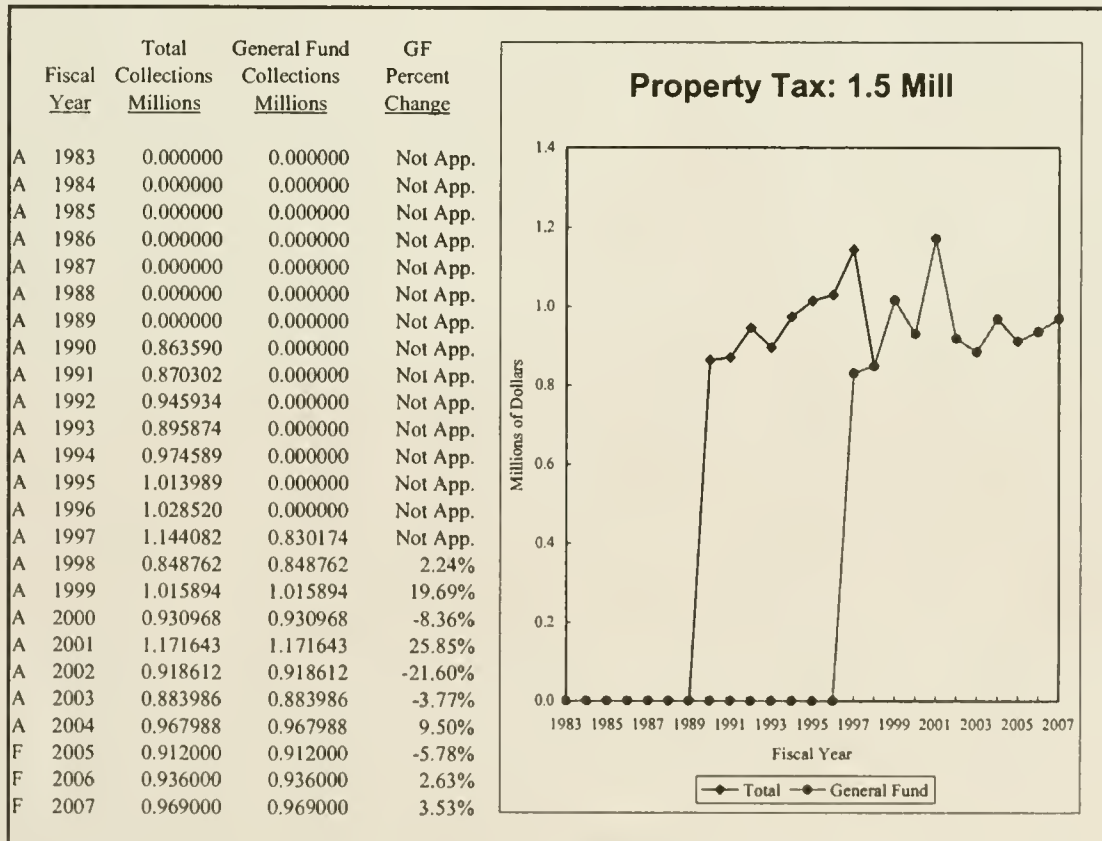 Total General Fund GF
Fiscal Collections Collections Percent
Year Millions Millions Change
A 1983 0.000000 0.000000 Not App.
A 1984 0.000000 0.000000 Not App.
A 1985 0.000000 0.000000 Not App.
A 1986 0.000000 0.000000 Not App.
A 1987 0.000000 0.000000 Not App.
A 1988 0.000000 0.000000 Not App.
A 1989 0.000000 0.000000 Not App.
A 1990 0.863590 0.000000 Not App.
A 1991 0.870302 0.000000 Not App.
A 1992 0.945934 0.000000 Not App.
A 1993 0.895874 0.000000 Not App.
A 1994 0.974589 0.000000 Not App.
A 1995 1.013989 0.000000 Not App.
A 1996 1.028520 0.000000 Not App.
A 1997 1.144082 0.830174 Not App.
A 1998 0.848762 0.848762 2.24%
A 1999 1.015894 1.015894 19.69%
A 2000 0.930968 0.930968 -8.36%
A 2001 1.171643 1.171643 25.85%
A 2002 0.918612 0.918612 -21.60%
A 2003 0.883986 0.883986 -3.77%
A 2004 0.967988 0.967988 9.50%
F 2005 0.912000 0.912000 -5.78%
F 2006 0.936000 0.936000 2.63%
F 2007 0.969000 0.969000 3.53%
Property Tax: 1.5 Mill
1.4
1.2
1.0
0.8
0.6
0.4
0.2
0.0
Millions of Dollars
1983 1985 1987 1989 1991 1993 1995 1997 1999 2001 2003 2005 2007
Fiscal Year
Total General Fund